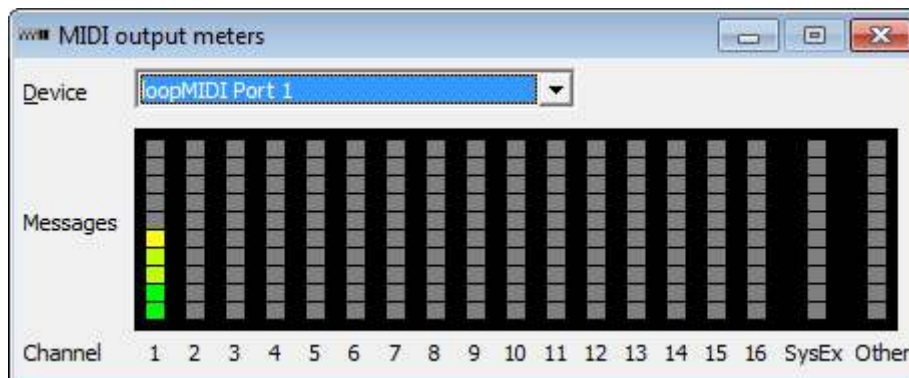 MIDI output meters
Device loopMIDI Port 1
Messages
Channel 1 2 3 4 5 6 7 8 9 10 11 12 13 14 15 16 SysEx Other